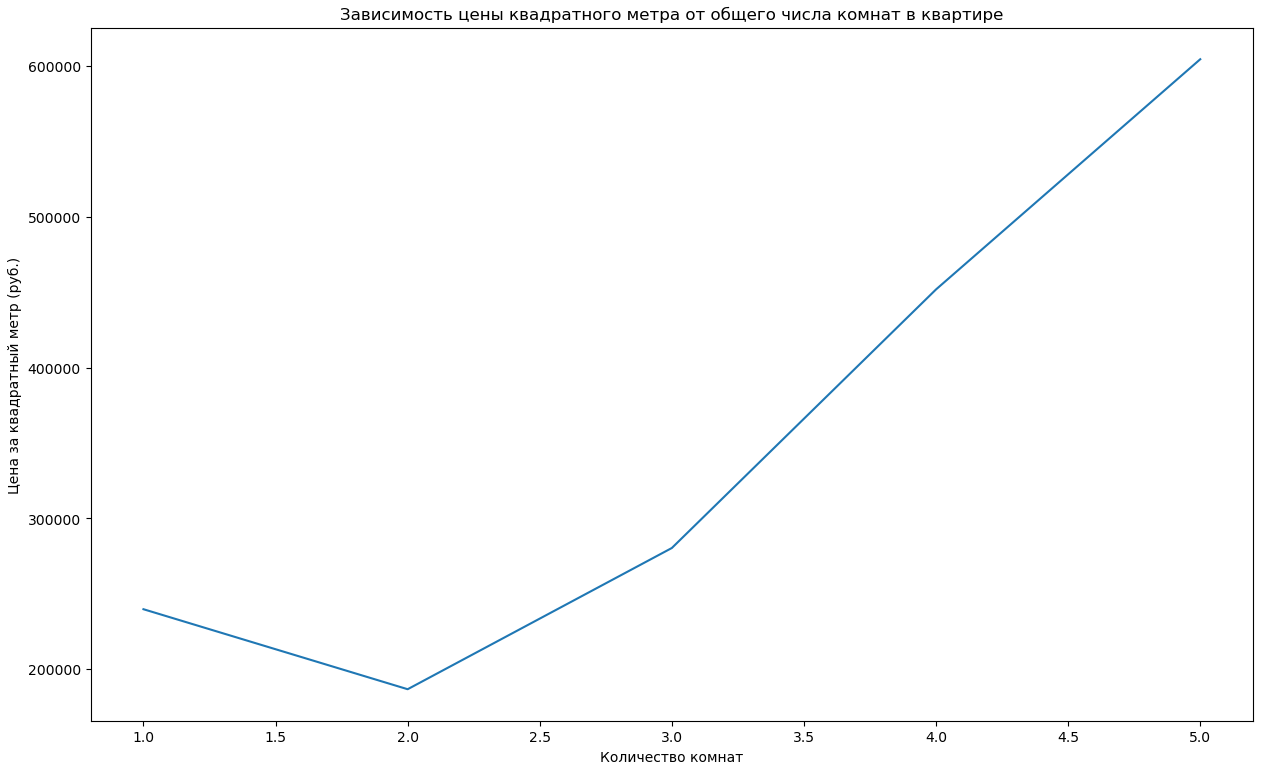 Зависимость цены квадратного метра от общего числа комнат в квартире
Цена за квадратный метр (руб.)
600000
500000
400000
300000
200000
1.0 1.5 2.0 2.5 3.0 3.5 4.0 4.5 5.0
Количество комнат